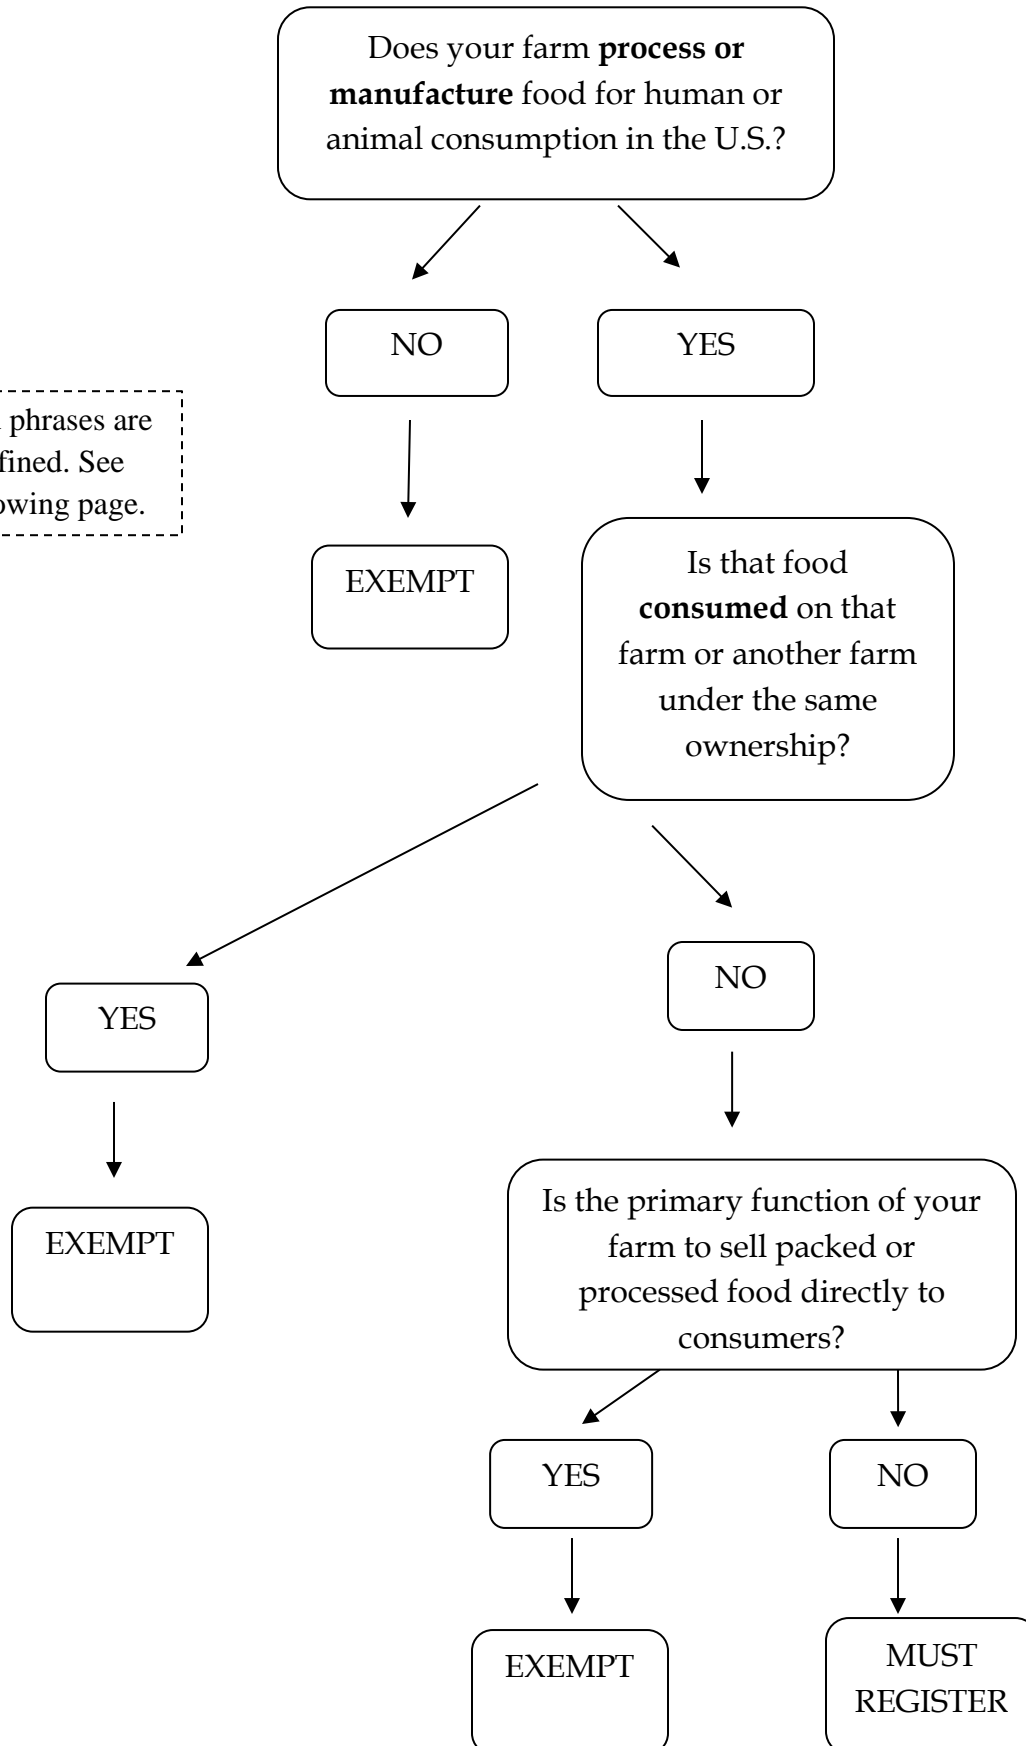 Does your farm process or
manufacture food for human or
animal consumption in the U.S.?
NO
YES
phrases are
See
page.
EXEMPT
Is that food
consumed on that
farm or another farm
under the same
ownership?
YES
NO
EXEMPT
Is the primary function of your
farm to sell packed or
processed food directly to
consumers?
YES
NO
EXEMPT
MUST
REGISTER